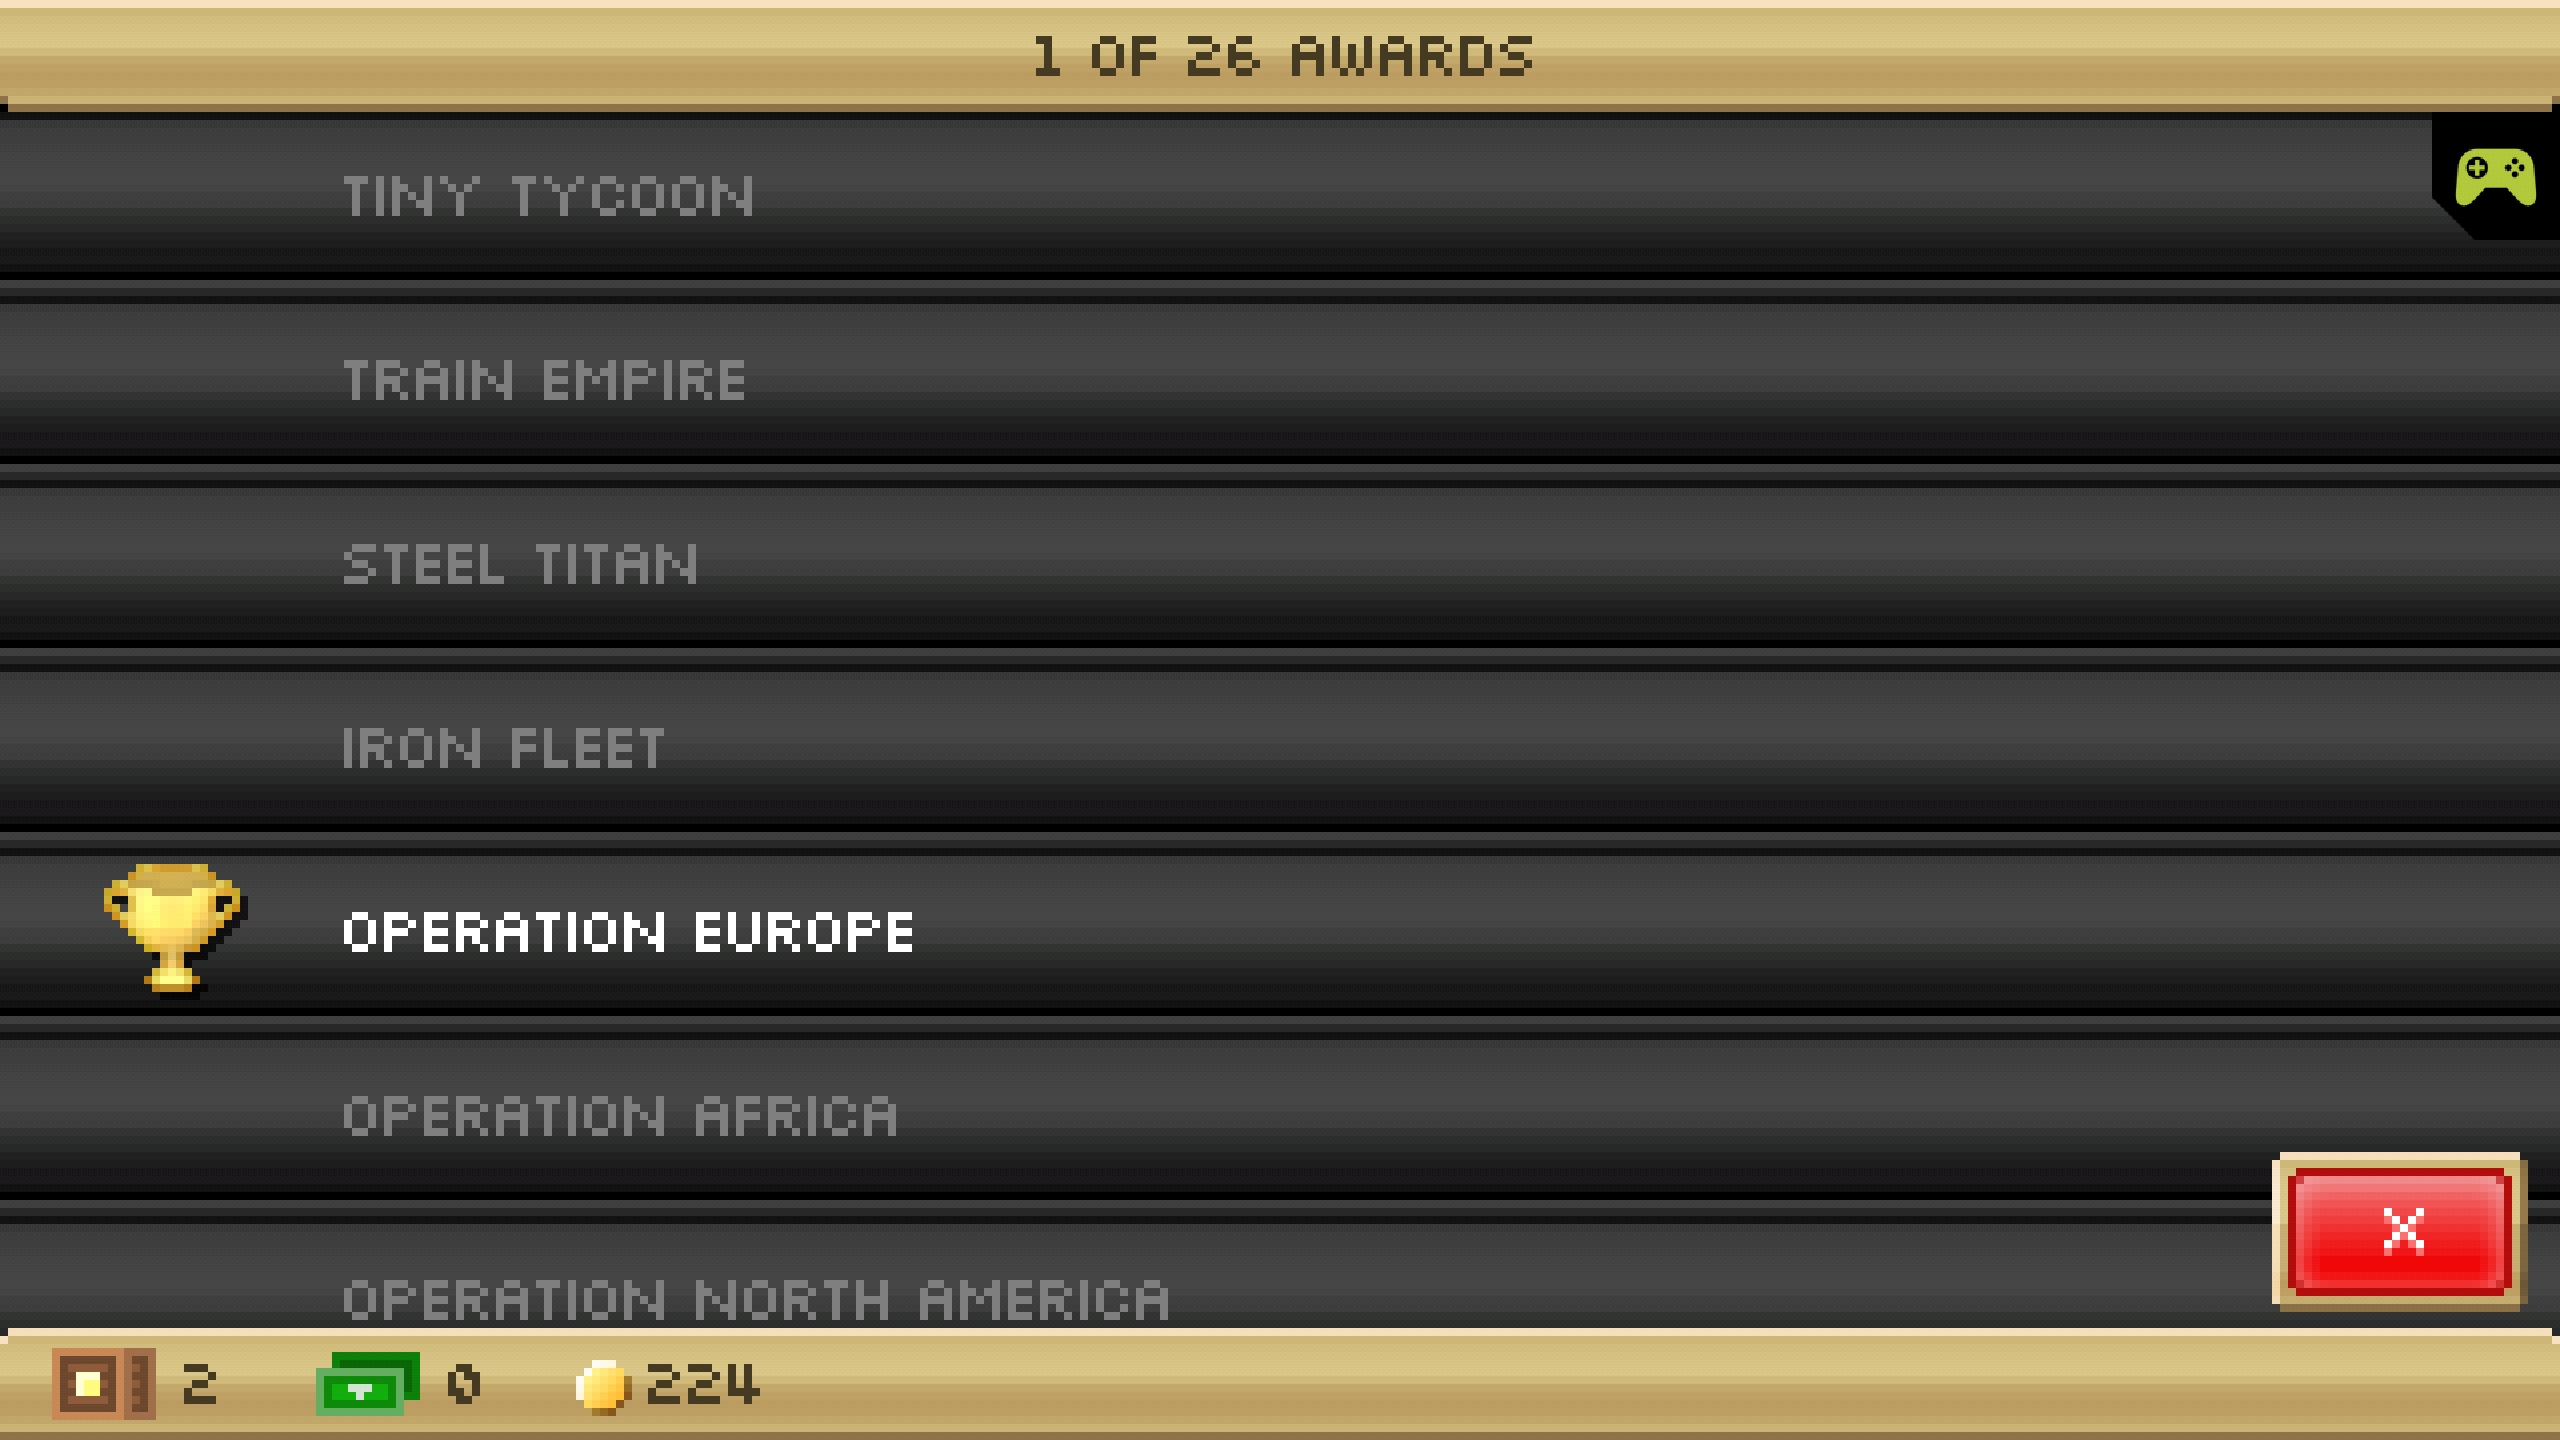 1 OF 26 AWARDS
TINY TYCOON
TRAIN EMPIRE
STEEL TITAN
IRON FLEET
OPERATION EUROPE
OPERATION AFRICA
X
OPERATION NORTH AMERICA
2 0 224